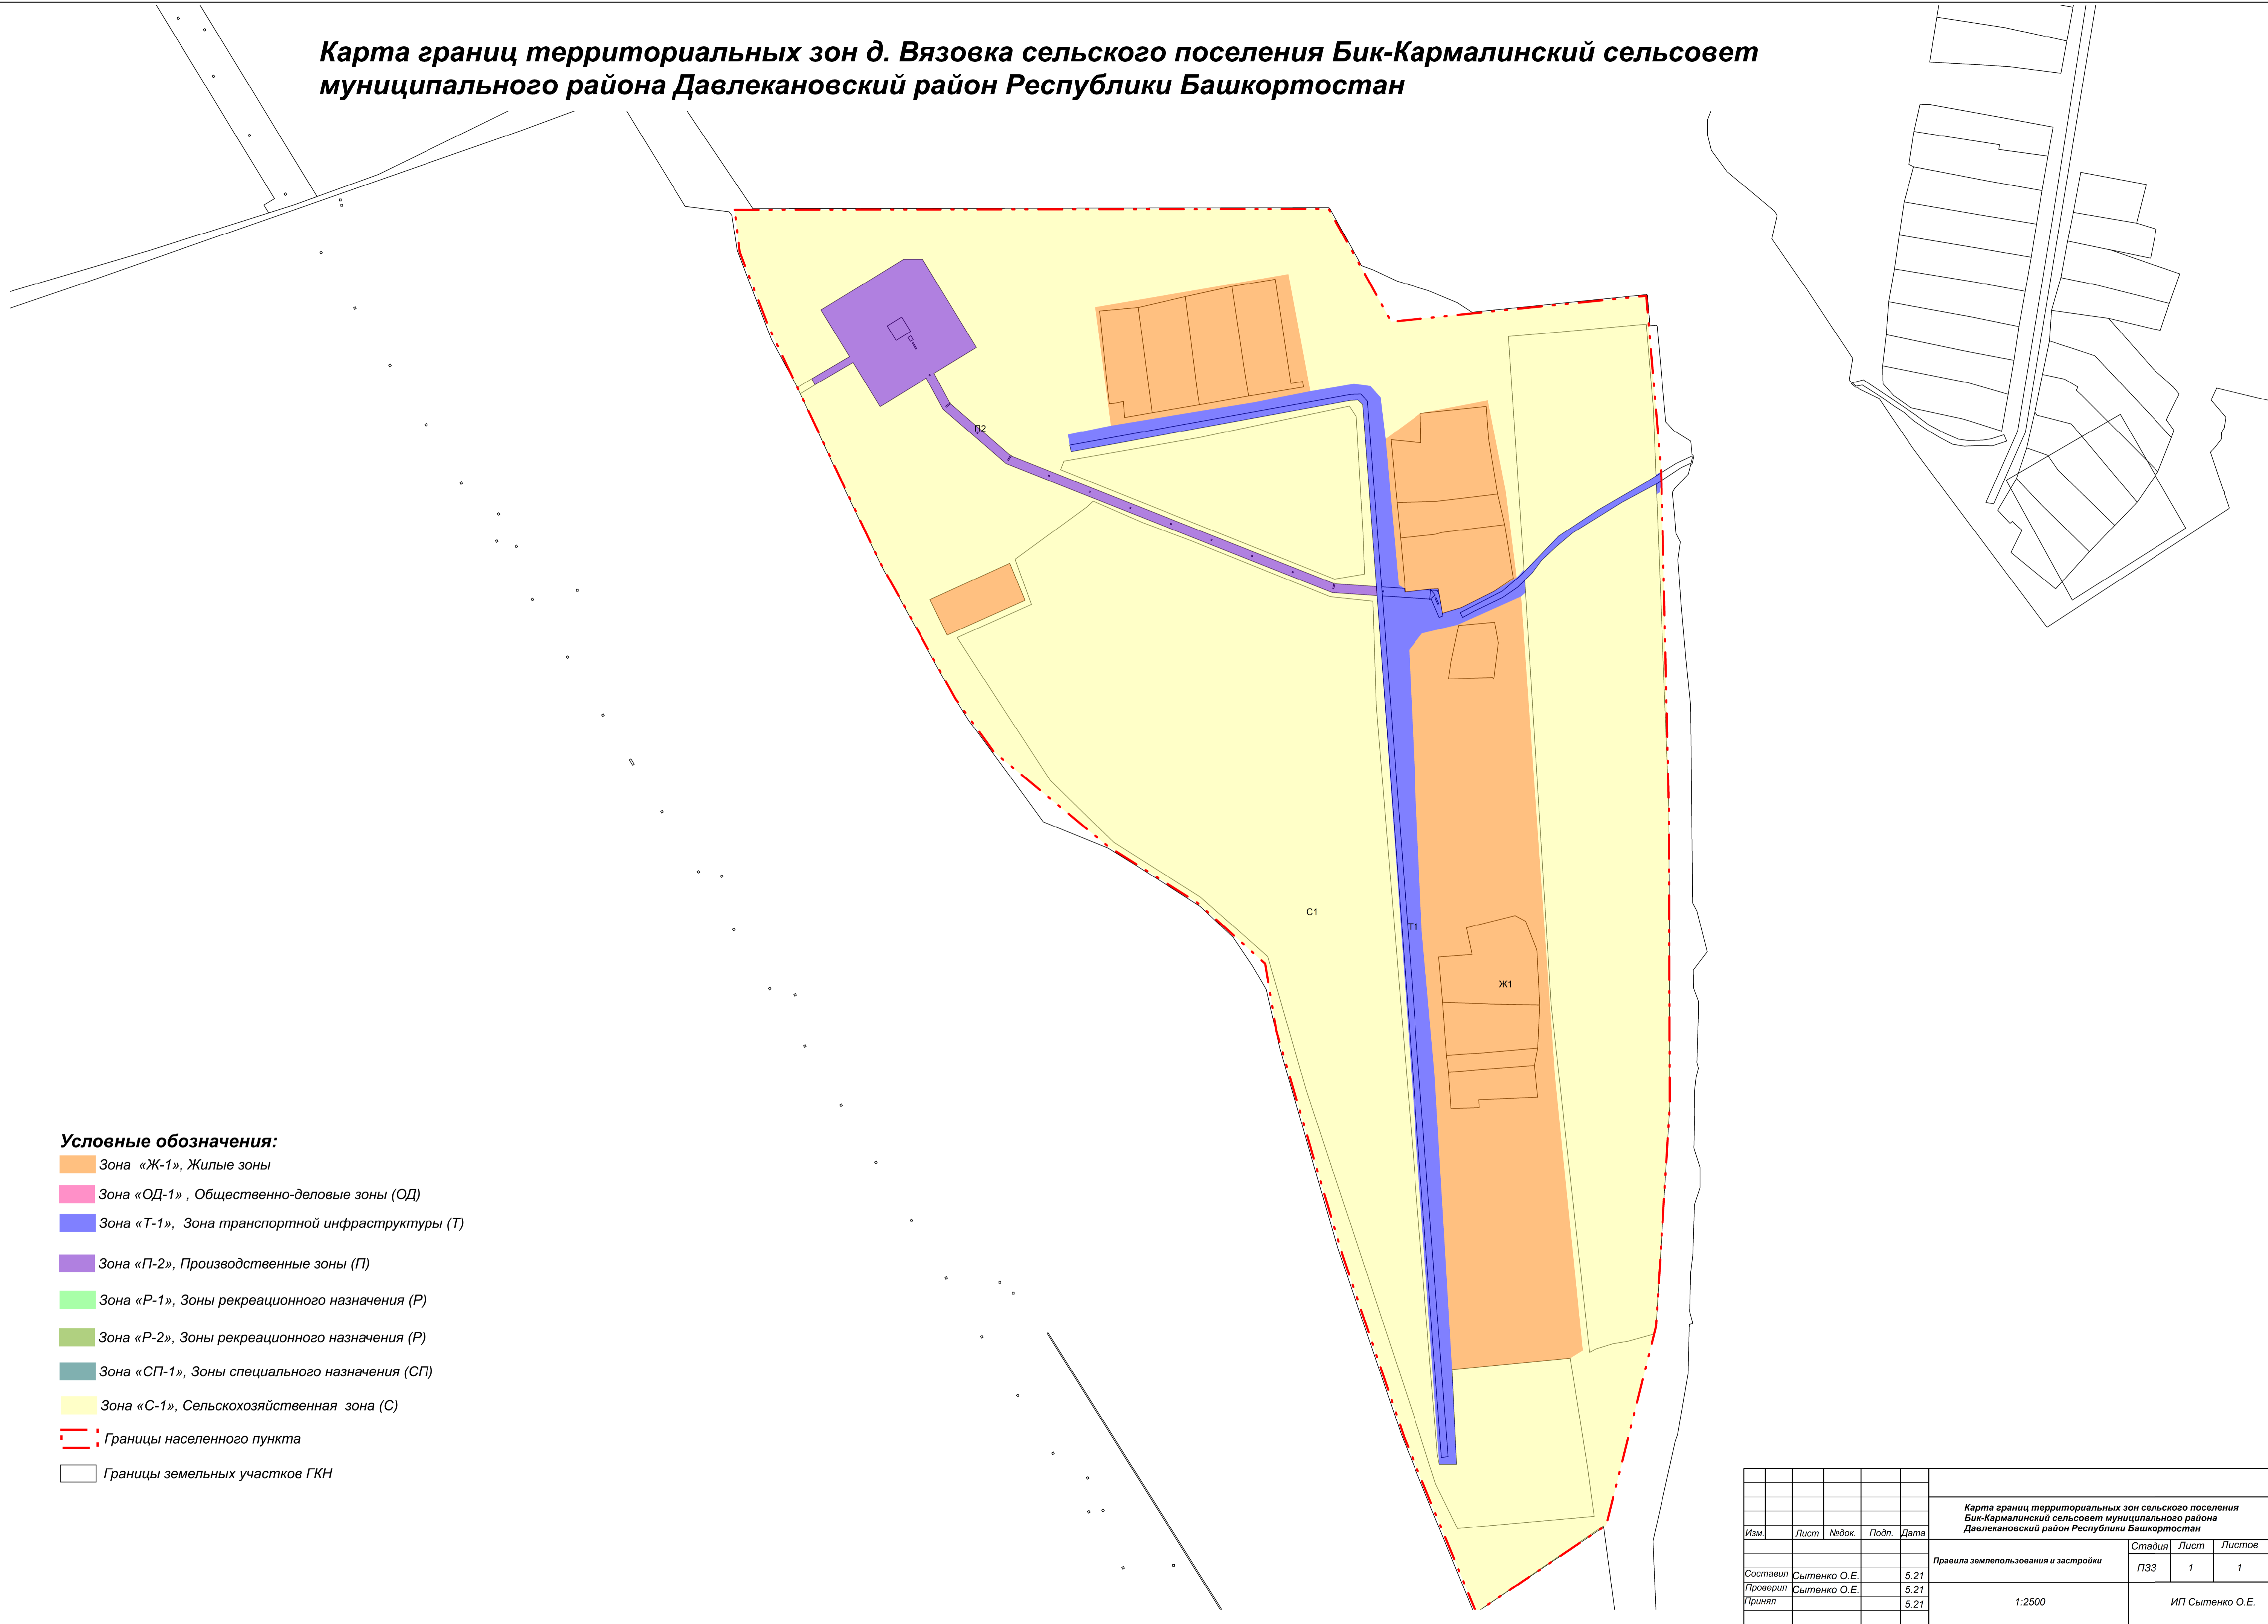 Карта границ территориальных зон д. Вязовка сельского поселения Бик-Кармалинский сельсовет
муниципального района Давлекановский район Республики Башкортостан
П2
С1
Т1
Ж1
Условные обозначения:
Зона «Ж-1», Жилые зоны
Зона «ОД-1» , Общественно-деловые зоны (ОД)
Зона «Т-1», Зона транспортной инфраструктуры (Т)
Зона «П-2», Производственные зоны (П)
Зона «Р-1», Зоны рекреационного назначения (Р)
Зона «Р-2», Зоны рекреационного назначения (Р)
Зона «СП-1», Зоны специального назначения (СП)
Зона «С-1», Сельскохозяйственная зона (С)
Границы населенного пункта
Границы земельных участков ГКН
Карта границ территориальных зон сельского поселения
Бик-Кармалинский сельсовет муниципального района
Давлекановский район Республики Башкортостан
Изм. Лист №док. Подп. Дата
Правила землепользования и застройки
Стадия Лист Листов
ПЗЗ 1 1
Составил Сытенко О.Е. 5.21
Проверил Сытенко О.Е. 5.21
Принял 5.21
1:2500
ИП Сытенко О.Е.